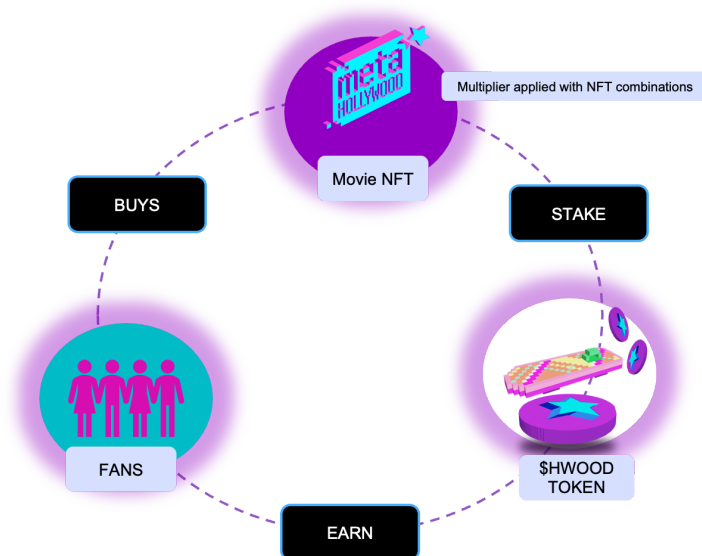 meta
HOLLYWOOD
Multiplier applied with NFT combinations
Movie NFT
BUYS
STAKE
FANS
$HWOOD
TOKEN
EARN